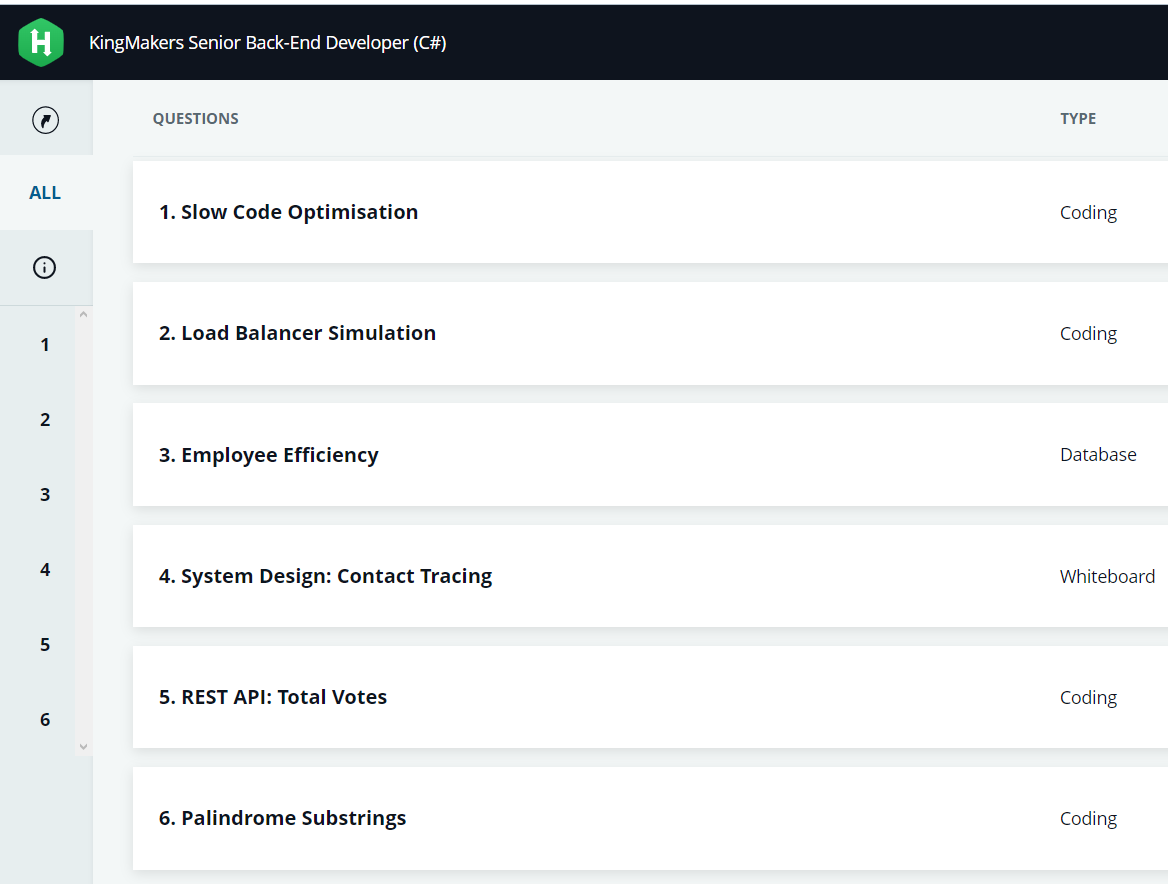 H
KingMakers Senior Back-End Developer (C#)
QUESTIONS TYPE
ALL
1. Slow Code Optimisation Coding
2. Load Balancer Simulation Coding
3. Employee Efficiency Database
4. System Design: Contact Tracing Whiteboard
5. REST API: Total Votes Coding
6. Palindrome Substrings Coding
1
2
3
4
5
6